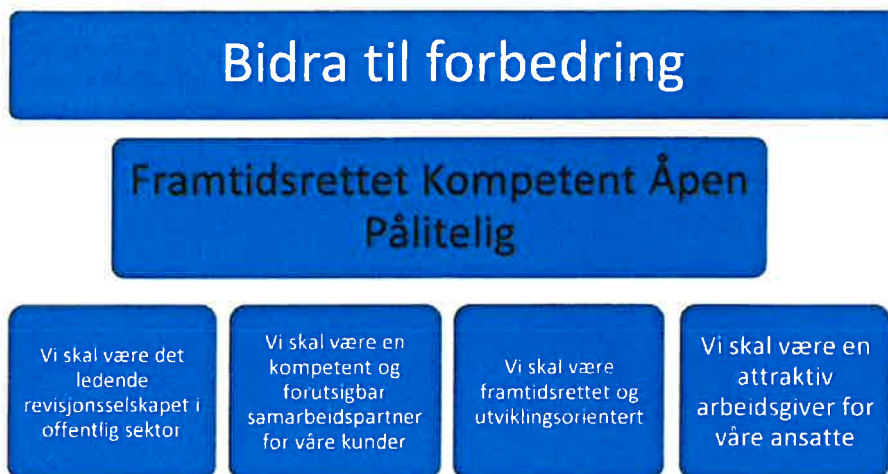 Bidra til forbedring
Framtidsrettet Kompetent Åpen
Pålitelig
Vi skal være det
ledende
revisjonsselskapet i
offentlig sektor
Vi skal være en
kompetent og
forutsigbar
samarbeidspartner
for våre kunder
Vi skal være
framtidsrettet og
utviklingsorientert
Vi skal være en
attraktiv
arbeidsgiver for
våre ansatte